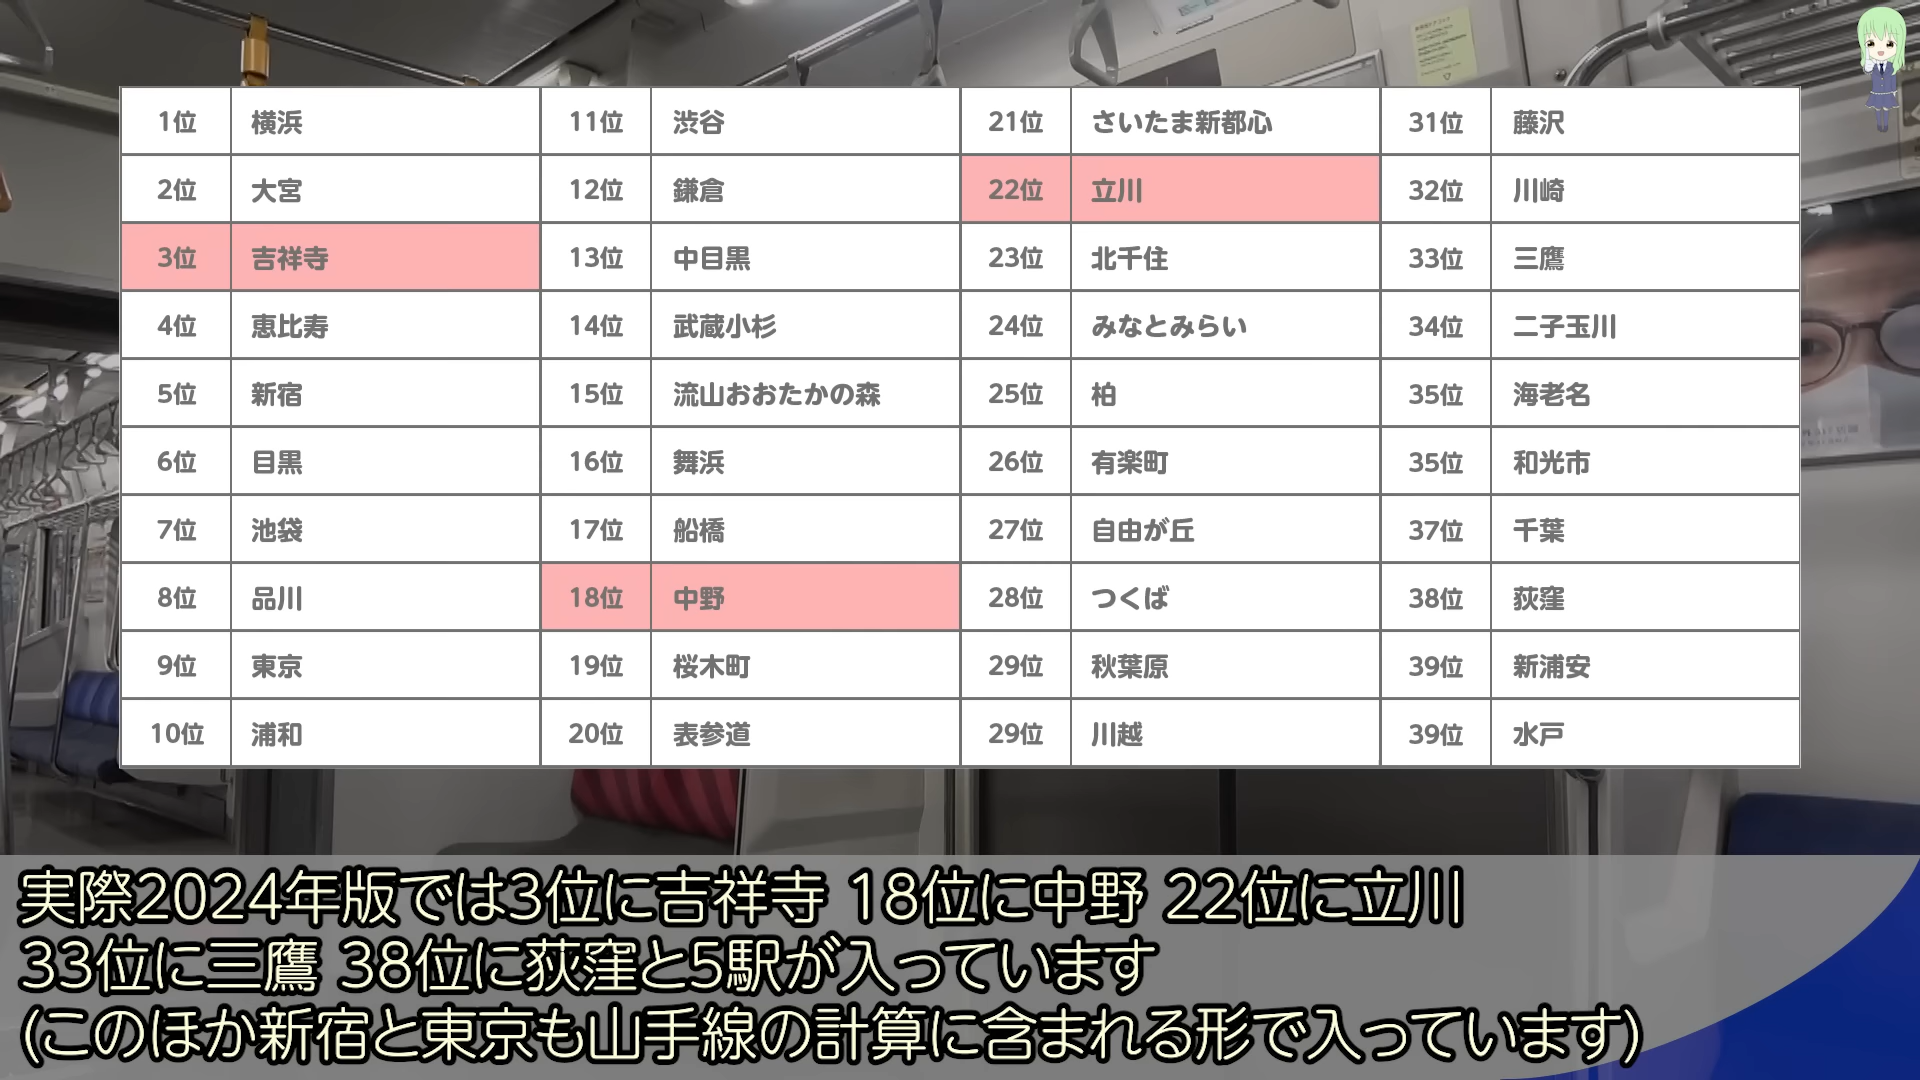 1位 横浜 11位 渋谷 21位 さいたま新都心 31位 藤沢
2位 大宮 12位 鎌倉 22位 立川 32位 川崎
3位 吉祥寺 13位 中目黒 23位 北千住 33位 三鷹
4位 恵比寿 14位 武蔵小杉 24位 みなとみらい 34位 二子玉川
5位 新宿 15位 流山おおたかの森 25位 柏 35位 海老名
6位 目黒 16位 舞浜 26位 有楽町 35位 和光市
7位 池袋 17位 船橋 27位 自由が丘 37位 千葉
8位 品川 18位 中野 28位 つくば 38位 荻窪
9位 東京 19位 桜木町 29位 秋葉原 39位 新浦安
10位 浦和 20位 表参道 29位 川越 39位 水戸
実際2024年版では3位に吉祥寺 18位に中野 22位に立川
33位に三鷹 38位に荻窪と5駅が入っています
(このほか新宿と東京も山手線の計算に含まれる形で入っています)